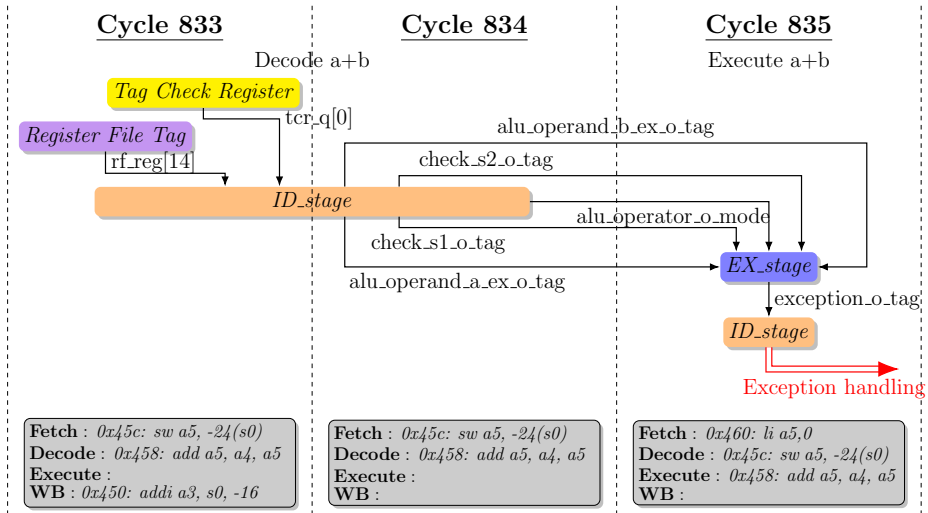 Cycle 833
Cycle 834
Cycle 835
Decode a+b
Execute a+b
Tag Check Register
tcr_q[0]
alu_operand_b_ex_o_tag
Register File Tag
rf_reg[14]
check_s2_o_tag
ID_stage
alu_operator_o_mode
check_s1_o_tag
EX_stage
alu_operand_a_ex_o_tag
exception_o_tag
ID_stage
Exception handling
Fetch : 0x45c: sw a5, -24(s0)
Decode : 0x458: add a5, a4, a5
Execute :
WB : 0x450: addi a3, s0, -16
Fetch : 0x45c: sw a5, -24(s0)
Decode : 0x458: add a5, a4, a5
Execute :
WB :
Fetch : 0x460: li a5,0
Decode : 0x45c: sw a5, -24(s0)
Execute : 0x458: add a5, a4, a5
WB :